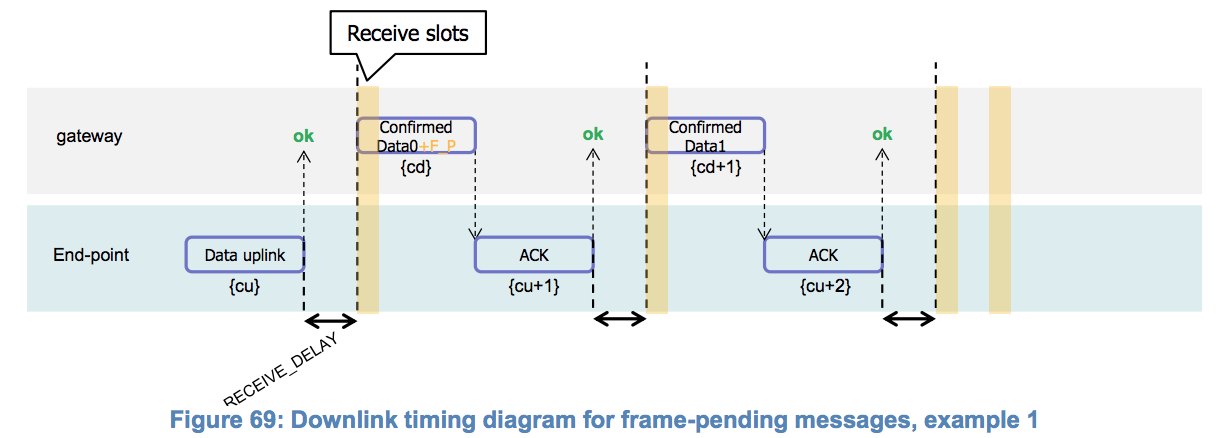 Receive slots
gateway
ok
Confirmed
Data0+F_P
{cd}
ok
Confirmed
Data1
{cd+1}
ok
End-point
Data uplink
{cu}
ACK
{cu+1}
ACK
{cu+2}
RECEIVE_DELAY
Figure 69: Downlink timing diagram for frame-pending messages, example 1